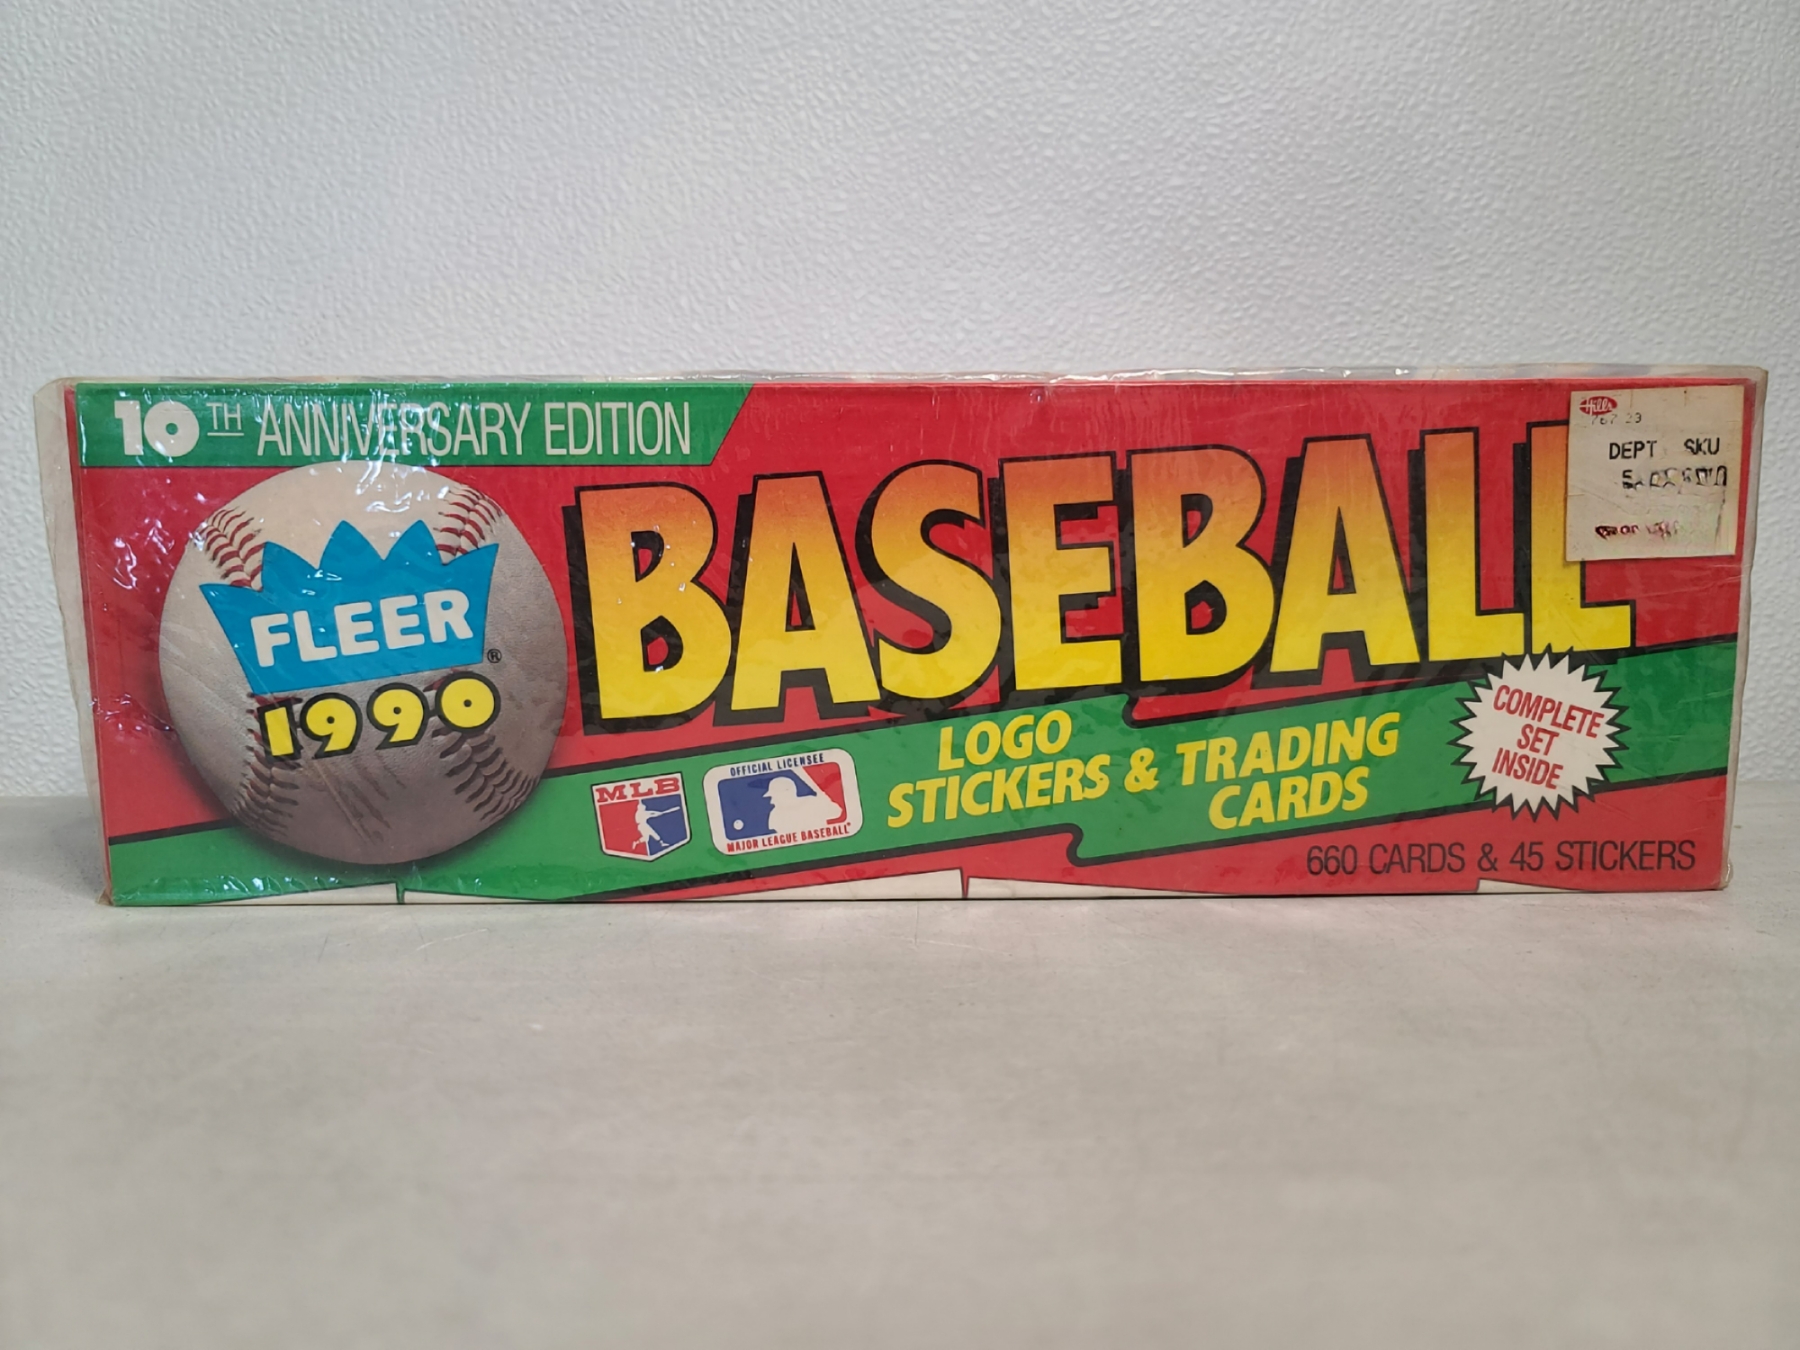 10TH ANNIVERSARY EDITION
BASEBALL
FLEER®
1990
MLB
OFFICIAL LICENSEE
MAJOR LEAGUE BASEBALL
LOGO
STICKERS & TRADING
CARDS
COMPLETE
SET
INSIDE
660 CARDS & 45 STICKERS
Hills
DEPT SKU